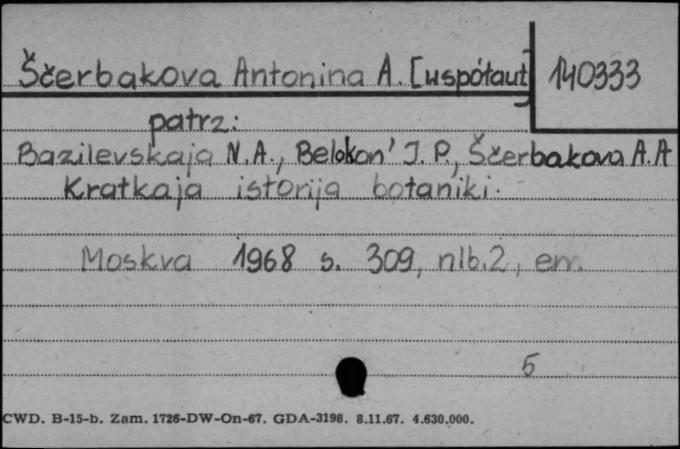 Ščerbakova Antonina A. [współaut]
140333
patrz:
Bazilevskaja N.A., Belokon' I. P., Ščerbakova A.A
Kratkaja istorija botaniki.
Moskva 1968 s. 309, nlb.2, err.
5
CWD. B-15-b. Zam. 1726-DW-On-67. GDA-3198. 8.11.67. 4.630.000.